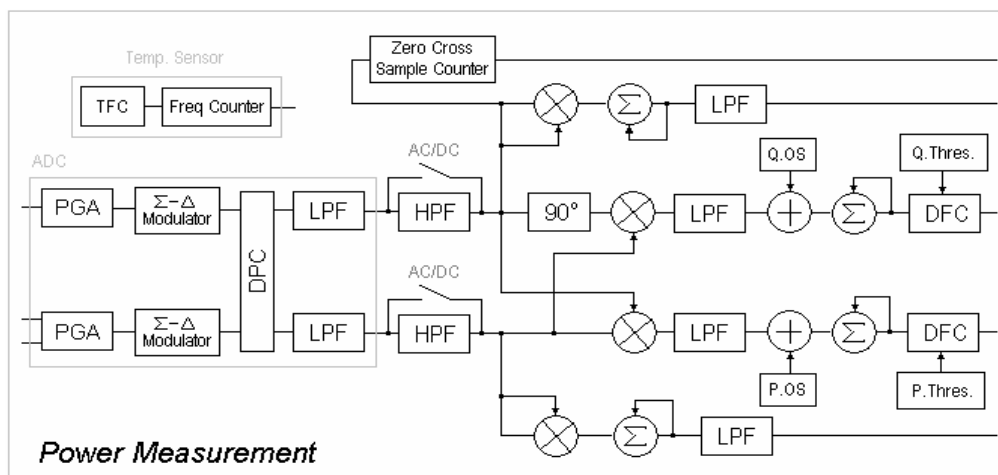 Zero Cross
Sample Counter
Temp. Sensor
TFC
Freq Counter
Σ
LPF
ADC
AC/DC
Q.OS
Q.Thres.
PGA
Σ-Δ
Modulator
DPC
LPF
HPF
90°
LPF
Σ
DFC
AC/DC
PGA
Σ-Δ
Modulator
LPF
HPF
LPF
Σ
DFC
P.OS
P.Thres.
Σ
LPF
Power Measurement